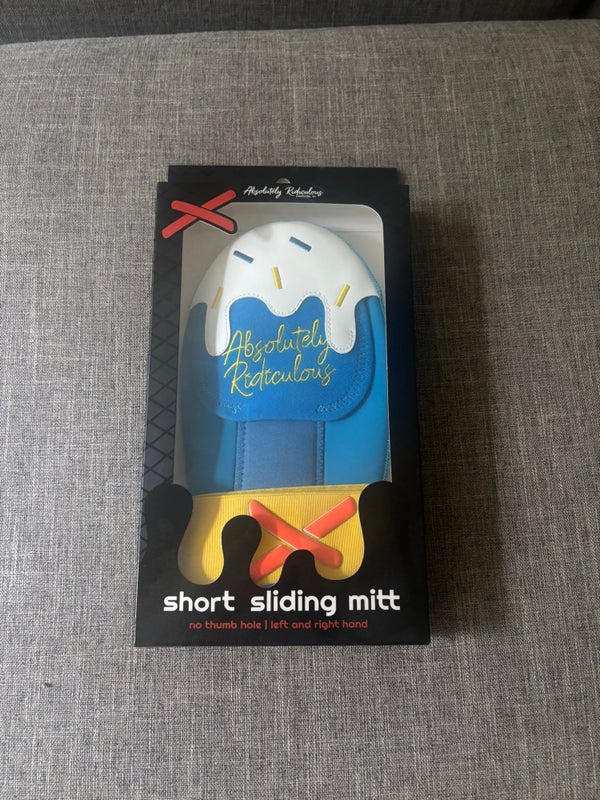 Absolutely Ridiculous
Absolutely
Ridiculous
short sliding mitt
no thumb hole | left and right hand